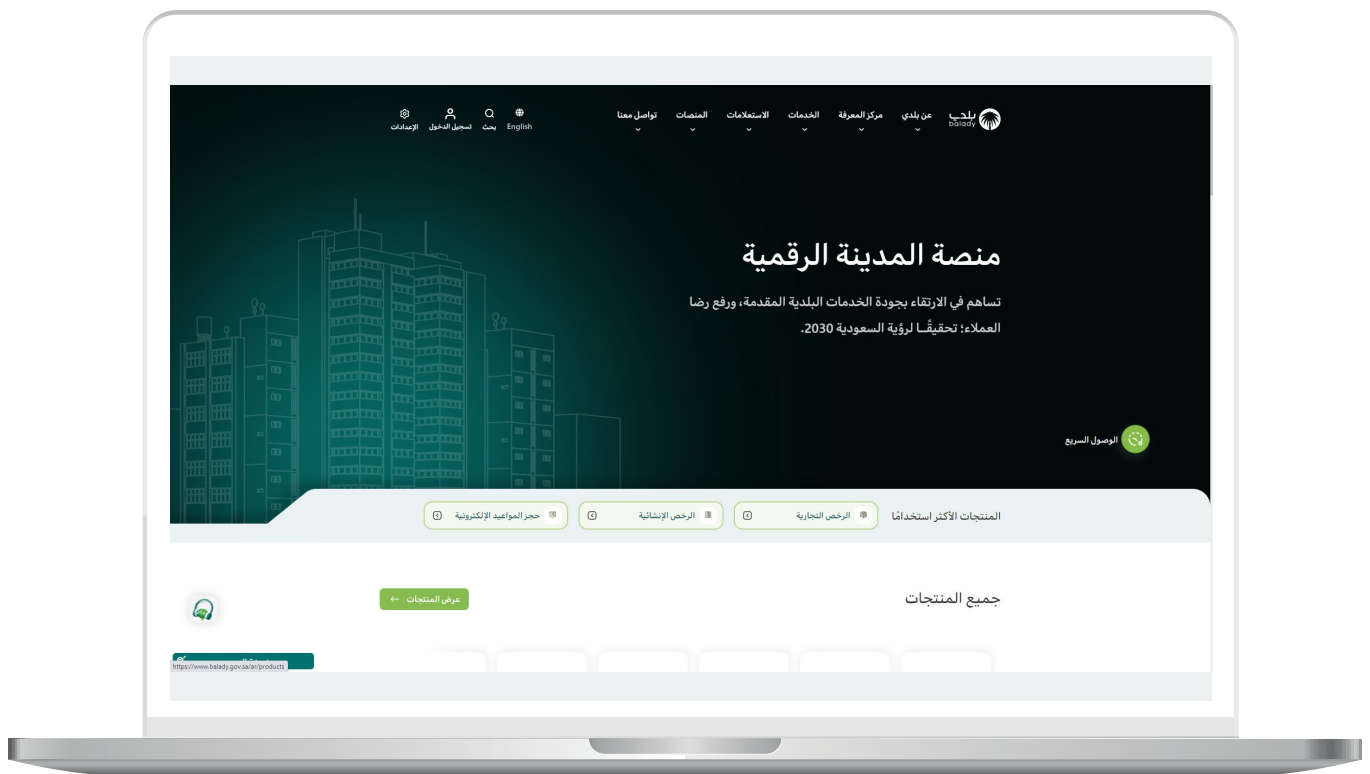 بلدي
balady
عن بلدي
مركز المعرفة
الخدمات
الاستعلامات
المنصات
تواصل معنا
English
بحث
تسجيل الدخول
الإعدادات
منصة المدينة الرقمية
تساهم في الارتقاء بجودة الخدمات البلدية المقدمة، ورفع رضا
العملاء؛ تحقيقًـا لرؤية السعودية 2030.
الوصول السريع
المنتجات الأكثر استخدامًا
الرخص التجارية
الرخص الإنشائية
حجز المواعيد الإلكترونية
جميع المنتجات
عرض المنتجات
https://www.balady.gov.sa/ar/products